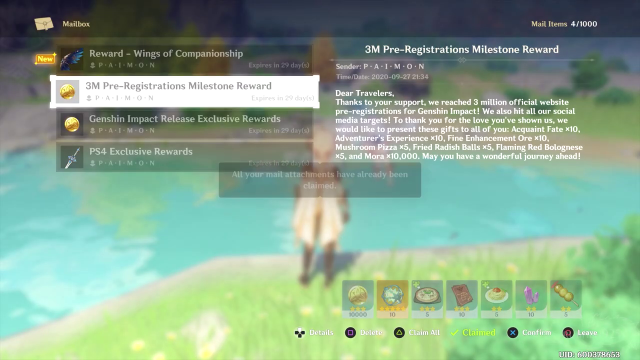 Mailbox
Mail Items 4/1000
New
Reward - Wings of Companionship
P·A·I·M·O·N
Expires in 29 day(s)
3M Pre-Registrations Milestone Reward
P·A·I·M·O·N
Expires in 29 day(s)
Genshin Impact Release Exclusive Rewards
P·A·I·M·O·N
Expires in 29 day(s)
PS4 Exclusive Rewards
P·A·I·M·O·N
Expires in 29 day(s)
3M Pre-Registrations Milestone Reward
Sender: P·A·I·M·O·N
Time/Date: 2020-09-27 21:34
Dear Travelers,
Thanks to your support, we reached 3 million official website
pre-registrations for Genshin Impact! We also hit all our social
media targets! To thank you for the love you've shown us, we
would like to present these gifts to all of you: Acquaint Fate ×10,
Adventurer's Experience ×10, Fine Enhancement Ore ×10,
Mushroom Pizza ×5, Fried Radish Balls ×5, Flaming Red Bolognese
×5, and Mora ×10,000. May you have a wonderful journey ahead!
All your mail attachments have already been
claimed.
10000
10
5
10
5
10
5
Details
Delete
Claim All
Claimed
Confirm
Leave
UID: 600378653